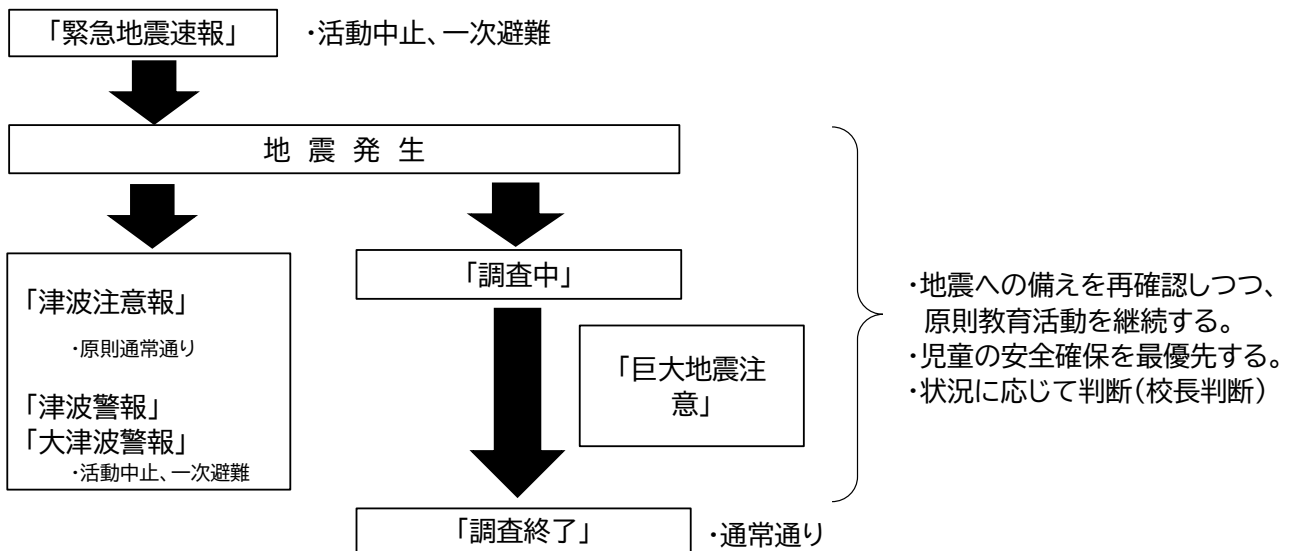 「緊急地震速報」
・活動中止、一次避難
地 震 発 生
「津波注意報」
・原則通常通り
「津波警報」
「大津波警報」
・活動中止、一次避難
「調査中」
「巨大地震注
意」
「調査終了」
・通常通り
・地震への備えを再確認しつつ、
原則教育活動を継続する。
・児童の安全確保を最優先する。
・状況に応じて判断(校長判断)